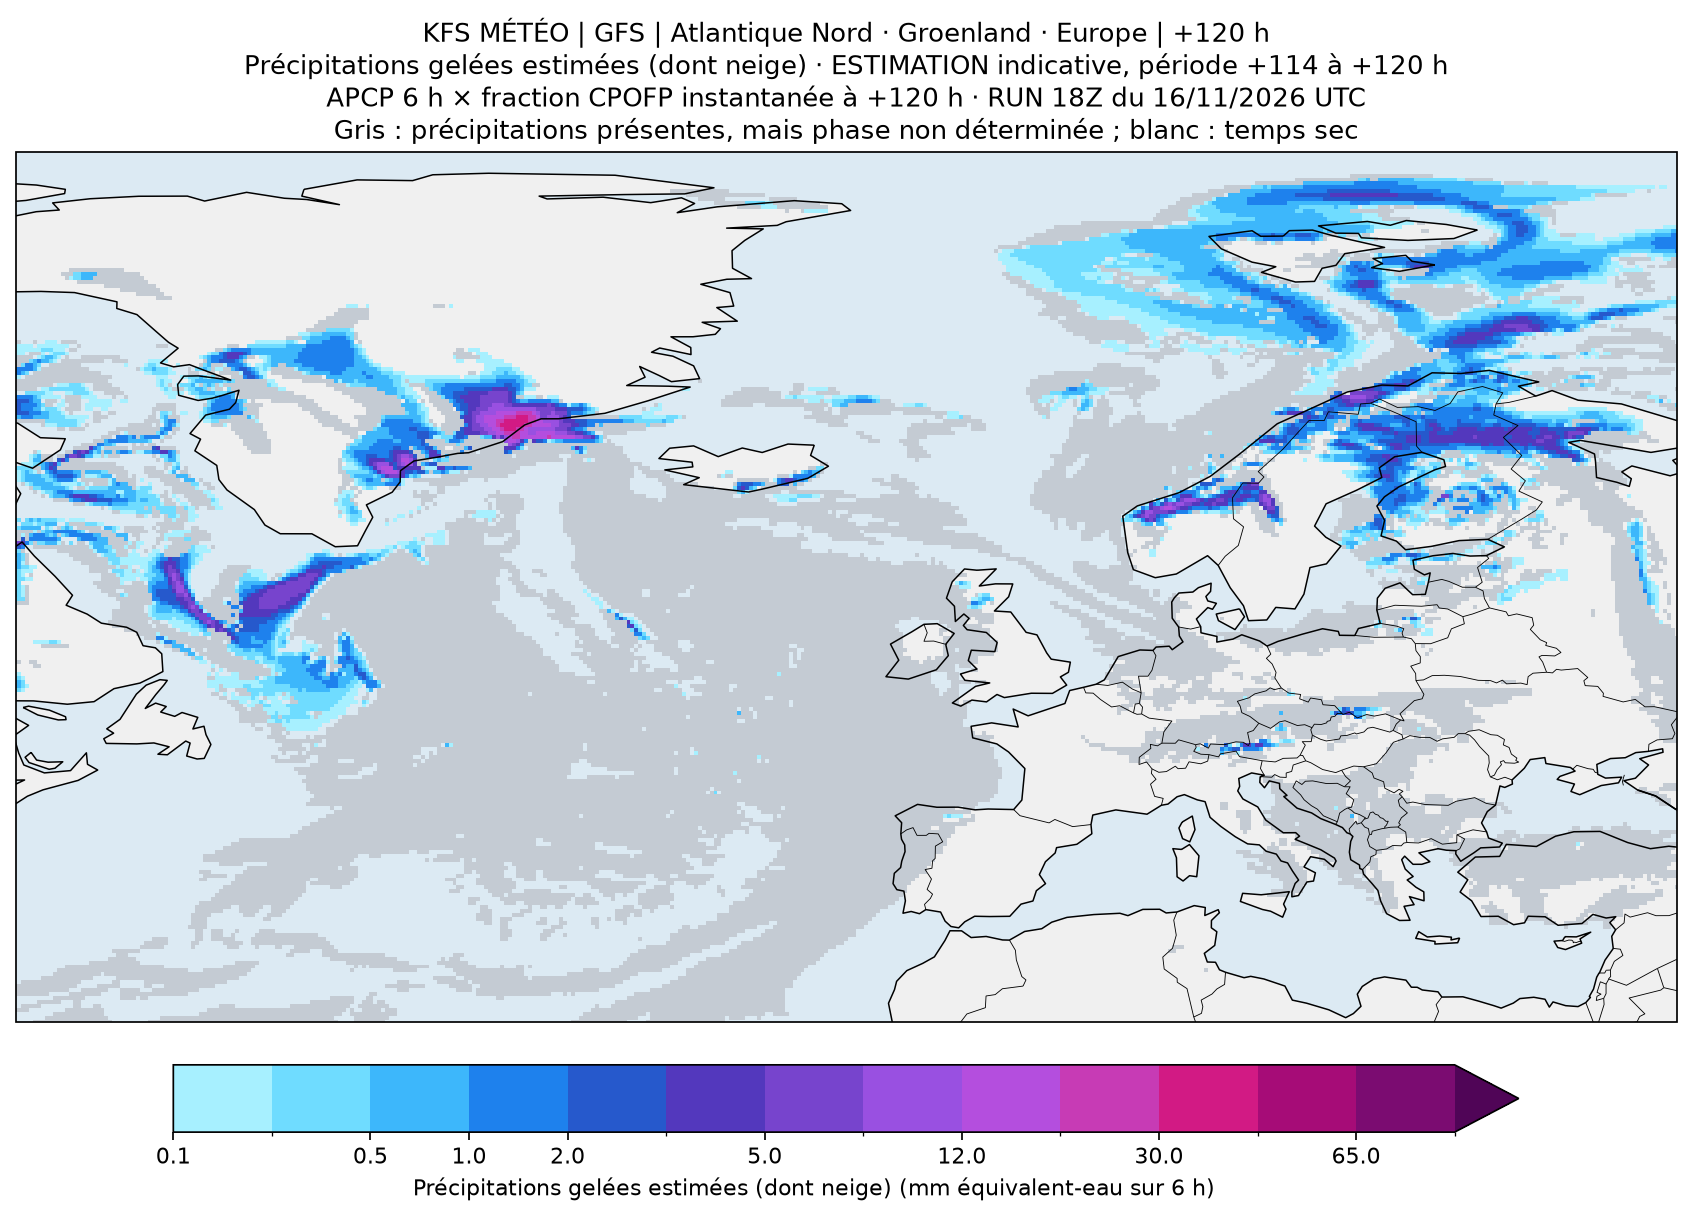 KFS MÉTÉO | GFS | Atlantique Nord · Groenland · Europe | +120 h
Précipitations gelées estimées (dont neige) · ESTIMATION indicative, période +114 à +120 h
APCP 6 h × fraction CPOFP instantanée à +120 h · RUN 18Z du 16/11/2026 UTC
Gris : précipitations présentes, mais phase non déterminée ; blanc : temps sec
0.1 0.5 1.0 2.0 5.0 12.0 30.0 65.0
Précipitations gelées estimées (dont neige) (mm équivalent-eau sur 6 h)